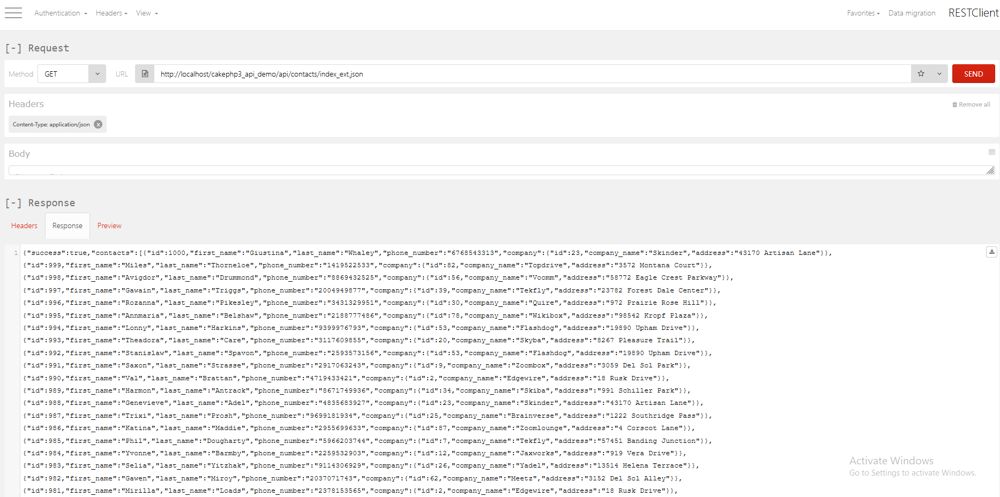 Authentication Headers View Favorites Data migration RESTClient
[-] Request
Method GET URL http://localhost/cakephp3_api_demo/api/contacts/index_ext.json SEND
Headers Remove all
Content-Type: application/json x
Body
[-] Response
Headers Response Preview
1 {"success":true,"contacts":[{"id":1000,"first_name":"Giustina","last_name":"Whaley","phone_number":"6768543313","company":{"id":23,"company_name":"Skinder","address":"43170 Artisan Lane"}},
{"id":999,"first_name":"Miles","last_name":"Thorneloe","phone_number":"1419522533","company":{"id":82,"company_name":"Topdrive","address":"3572 Montana Court"}},
{"id":998,"first_name":"Avigdor","last_name":"Drummond","phone_number":"8869432525","company":{"id":56,"company_name":"Voomm","address":"58772 Eagle Crest Parkway"}},
{"id":997,"first_name":"Gawain","last_name":"Triggs","phone_number":"2004949877","company":{"id":39,"company_name":"Tekfly","address":"23782 Forest Dale Center"}},
{"id":996,"first_name":"Rozanna","last_name":"Pikesley","phone_number":"3431329951","company":{"id":30,"company_name":"Quire","address":"972 Prairie Rose Hill"}},
{"id":995,"first_name":"Annmaria","last_name":"Belshaw","phone_number":"2188777486","company":{"id":78,"company_name":"Wikibox","address":"98542 Kropf Plaza"}},
{"id":994,"first_name":"Lonny","last_name":"Harkins","phone_number":"9399976793","company":{"id":53,"company_name":"Flashdog","address":"19890 Upham Drive"}},
{"id":993,"first_name":"Theadora","last_name":"Care","phone_number":"3117609855","company":{"id":20,"company_name":"Skyba","address":"8267 Pleasure Trail"}},
{"id":992,"first_name":"Stanislaw","last_name":"Spavon","phone_number":"2593573156","company":{"id":53,"company_name":"Flashdog","address":"19890 Upham Drive"}},
{"id":991,"first_name":"Saxon","last_name":"Strasse","phone_number":"2917063243","company":{"id":9,"company_name":"Zoombox","address":"3059 Del Sol Park"}},
{"id":990,"first_name":"Val","last_name":"Brattan","phone_number":"4719433421","company":{"id":2,"company_name":"Edgewire","address":"18 Rusk Drive"}},
{"id":989,"first_name":"Harmon","last_name":"Antrack","phone_number":"8671749936","company":{"id":34,"company_name":"Skiba","address":"991 Schiller Park"}},
{"id":988,"first_name":"Genevieve","last_name":"Adel","phone_number":"4835683927","company":{"id":23,"company_name":"Skinder","address":"43170 Artisan Lane"}},
{"id":987,"first_name":"Trixi","last_name":"Prosh","phone_number":"9699181934","company":{"id":25,"company_name":"Brainverse","address":"1222 Southridge Pass"}},
{"id":986,"first_name":"Katina","last_name":"Maddie","phone_number":"2955699633","company":{"id":87,"company_name":"Zoomlounge","address":"4 Corscot Lane"}},
{"id":985,"first_name":"Phil","last_name":"Dougharty","phone_number":"5966203744","company":{"id":7,"company_name":"Tekfly","address":"57451 Banding Junction"}},
{"id":984,"first_name":"Yvonne","last_name":"Barmby","phone_number":"2259532903","company":{"id":12,"company_name":"Jaxworks","address":"919 Vera Drive"}},
{"id":983,"first_name":"Selia","last_name":"Yitzhak","phone_number":"9114306929","company":{"id":26,"company_name":"Yadel","address":"13514 Helena Terrace"}},
{"id":982,"first_name":"Gawen","last_name":"Miroy","phone_number":"2037071743","company":{"id":62,"company_name":"Meetz","address":"3152 Del Sol Alley"}},
{"id":981,"first_name":"Mirilla","last_name":"Loads","phone_number":"2378153565","company":{"id":2,"company_name":"Edgewire","address":"18 Rusk Drive"}},
Activate Windows
Go to Settings to activate Windows.